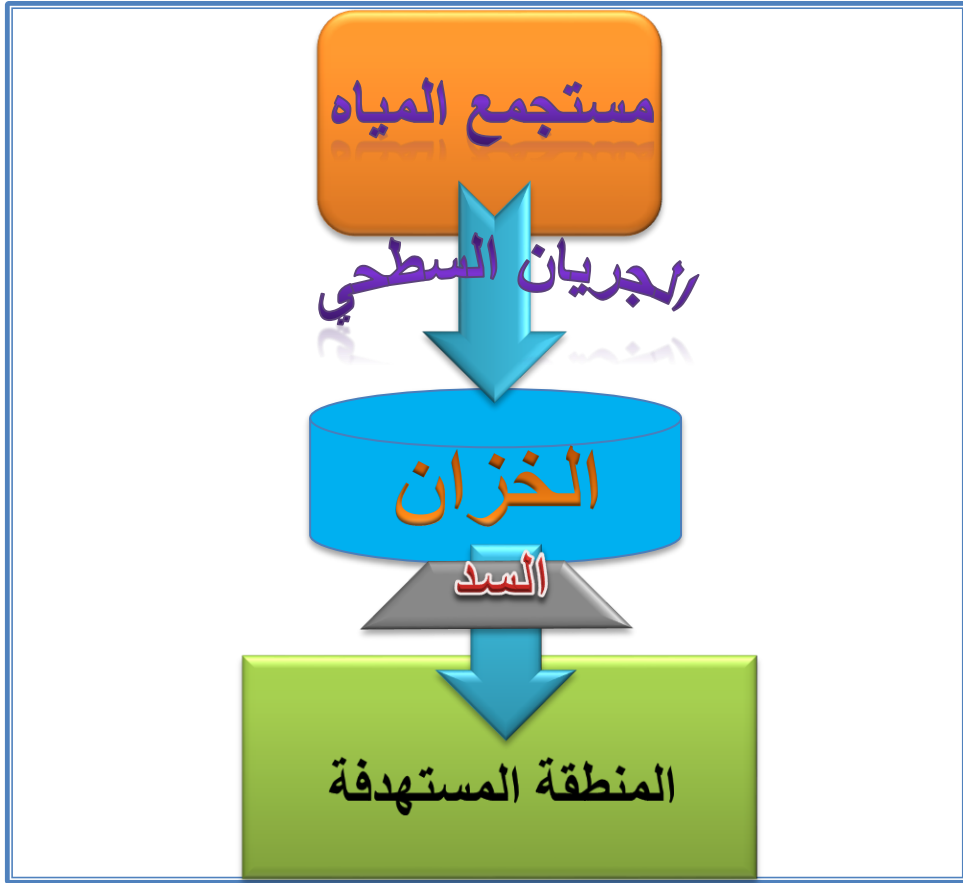 مستجمع المياه
الجريان السطحي
الخزان
السد
المنطقة المستهدفة